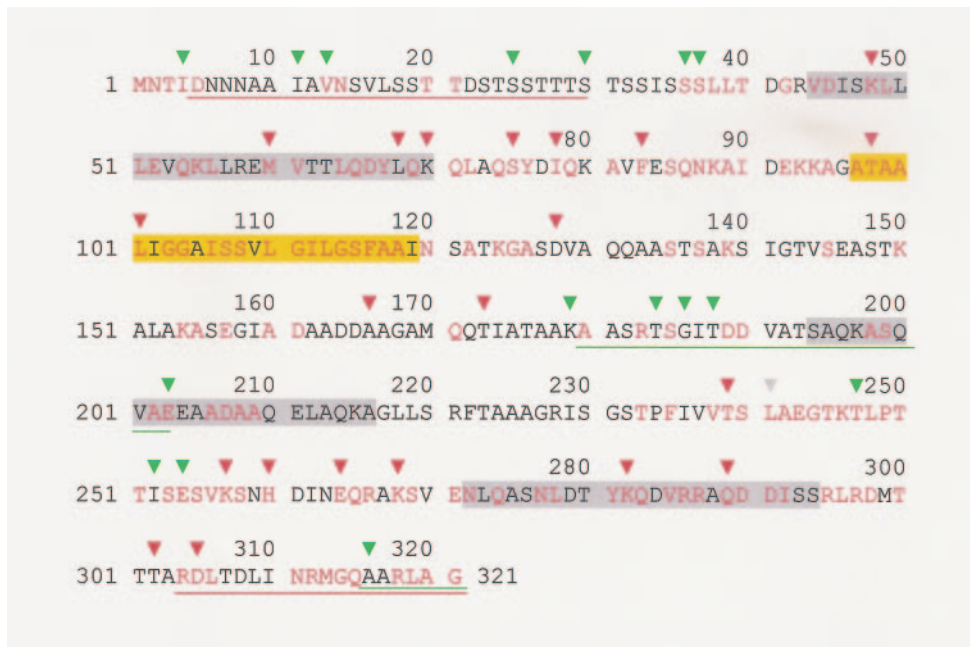 10 20 40 50
1 MNTIDNNNAA IAVNSVLSST TDSTSSTTTS TSSISSSLLT DGRVDISKLL
80 90
51 LEVQKLLREM VTTLQDYLQK QLAQSYDIQK AVFESQNKAI DEKKAGATAA
110 120 140 150
101 LIGGAISSVL GILGSFAAIN SATKGASDVA QQAASTSAKS IGTVSEASTK
160 170 200
151 ALAKASEGIA DAADDAAGAM QQTIATAAKA ASRTSGITDD VATSAQKASQ
210 220 230 250
201 VAEEAADAAQ ELAQKAGLLS RFTAAAGRIS GSTPFIVVTS LAEGTKTLPT
280 300
251 TISESVKSNH DINEQRAKSV ENLQASNLDT YKQDVRRAQD DISSRLRDMT
310 320
301 TTARDLTDLI NRMGQAARLA G 321